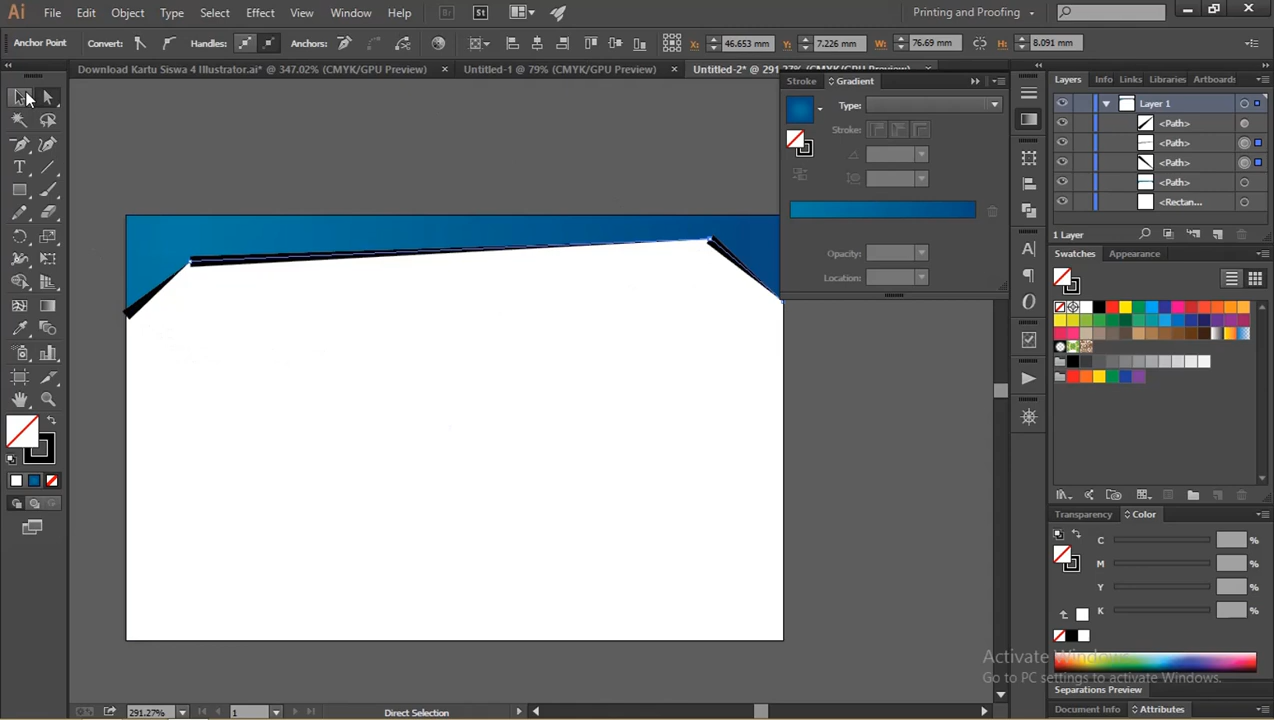 Ai File Edit Object Type Select Effect View Window Help Br St Printing and Proofing
Anchor Point Convert: Handles: Anchors: X: 46.653 mm Y: 7.226 mm W: 76.69 mm H: 8.091 mm
Download Kartu Siswa 4 Illustrator.ai* @ 347.02% (CMYK/GPU Preview) × Untitled-1 @ 79% (CMYK/GPU Preview) × Untitled-2* @ 291.27% (CMYK/GPU Preview) ×
Stroke Gradient
Type:
Stroke:
Opacity:
Location:
Layers Info Links Libraries Artboards
Layer 1
<Path>
<Path>
<Path>
<Path>
<Rectan...
1 Layer
Swatches Appearance
Transparency Color
C %
M %
Y %
K %
Activate Windows
Go to PC settings to activate Windows.
Separations Preview
Document Info Attributes
291.27% 1 Direct Selection